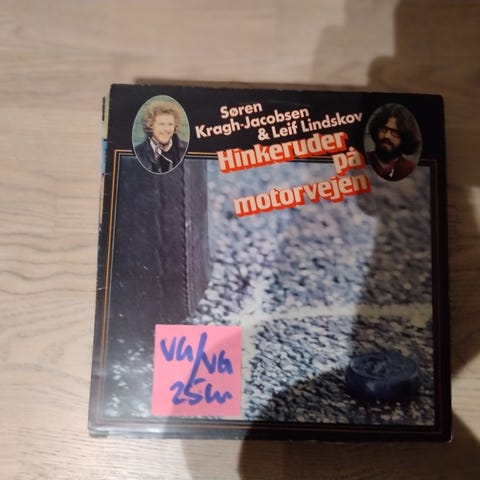 Søren
Kragh-Jacobsen
& Leif Lindskov
Hinkeruder
på
motorvejen
VG/VG
25kr